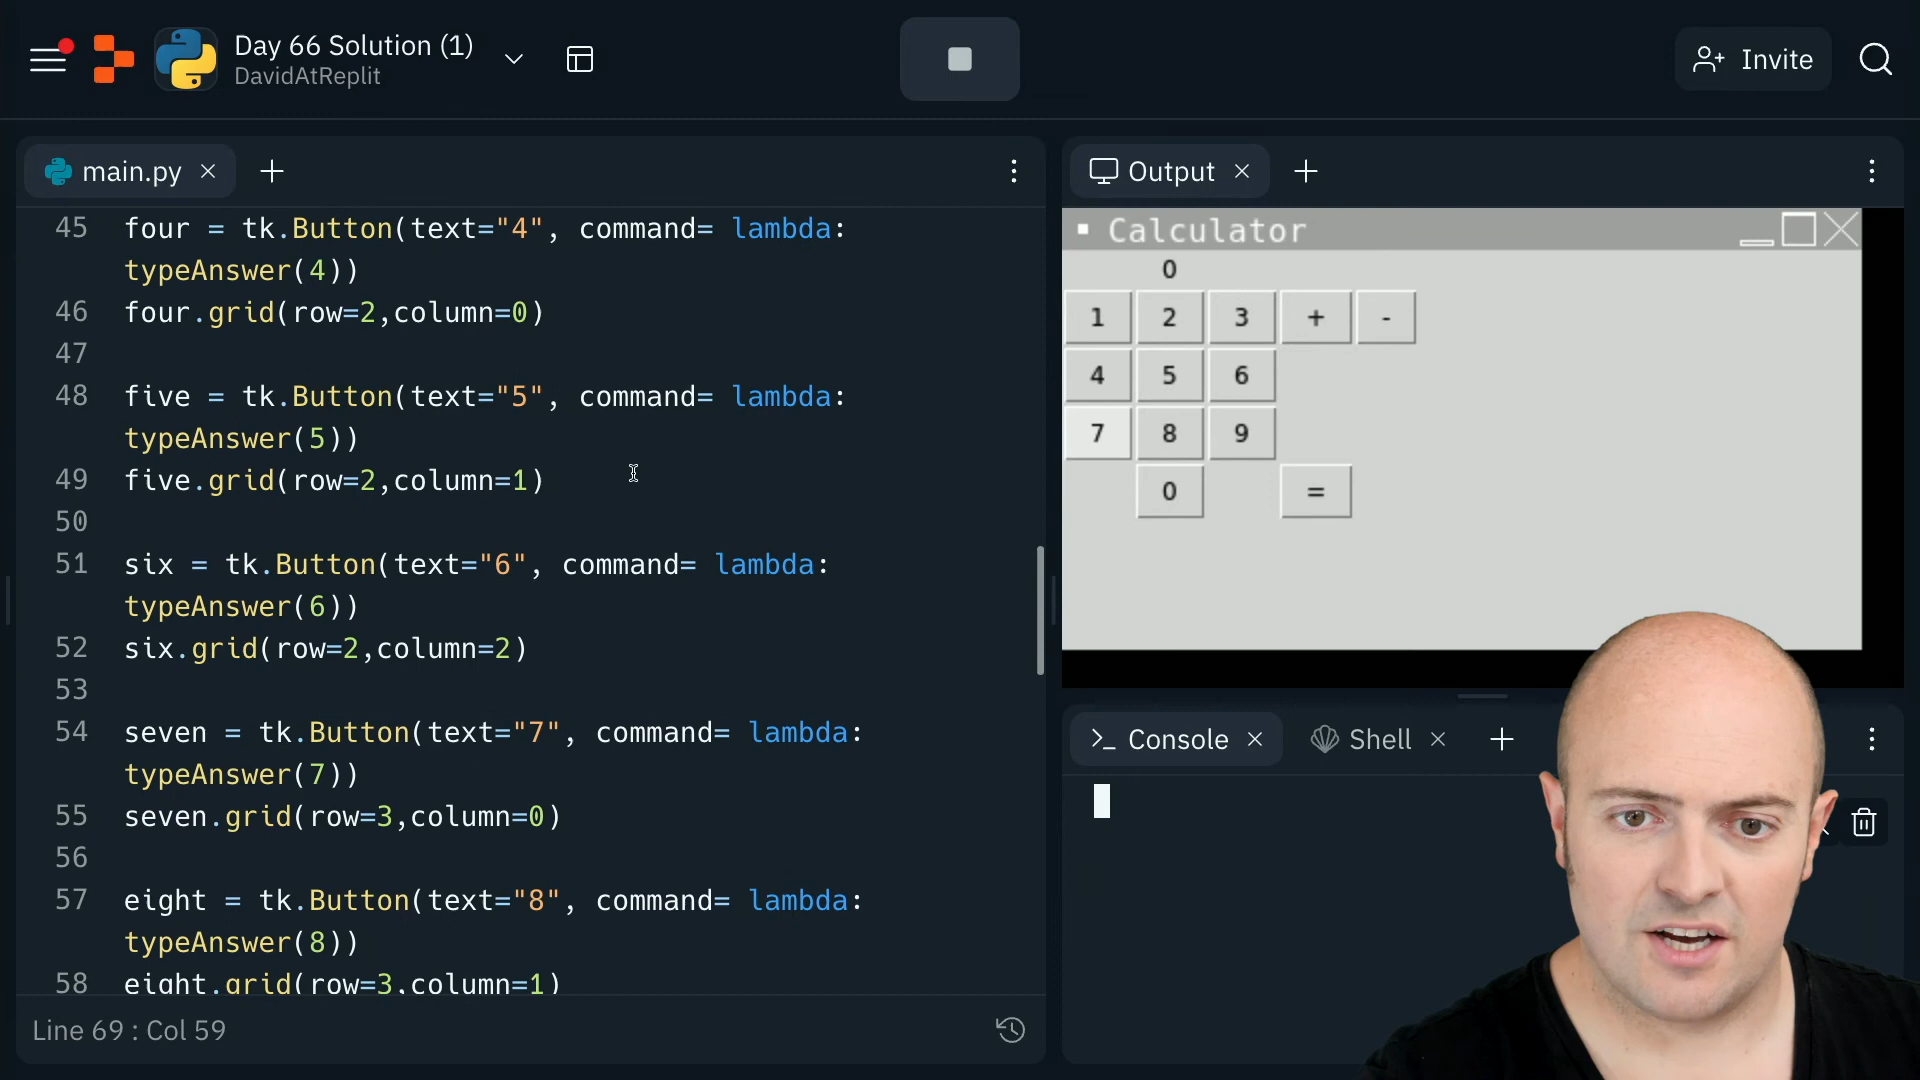 Day 66 Solution (1)
DavidAtReplit
Invite
main.py
45 four = tk.Button(text="4", command= lambda:
typeAnswer(4))
46 four.grid(row=2,column=0)
47
48 five = tk.Button(text="5", command= lambda:
typeAnswer(5))
49 five.grid(row=2,column=1)
50
51 six = tk.Button(text="6", command= lambda:
typeAnswer(6))
52 six.grid(row=2,column=2)
53
54 seven = tk.Button(text="7", command= lambda:
typeAnswer(7))
55 seven.grid(row=3,column=0)
56
57 eight = tk.Button(text="8", command= lambda:
typeAnswer(8))
58 eight.grid(row=3,column=1)
Line 69 : Col 59
Output
Calculator
0
1 2 3 + -
4 5 6
7 8 9
0 =
Console
Shell